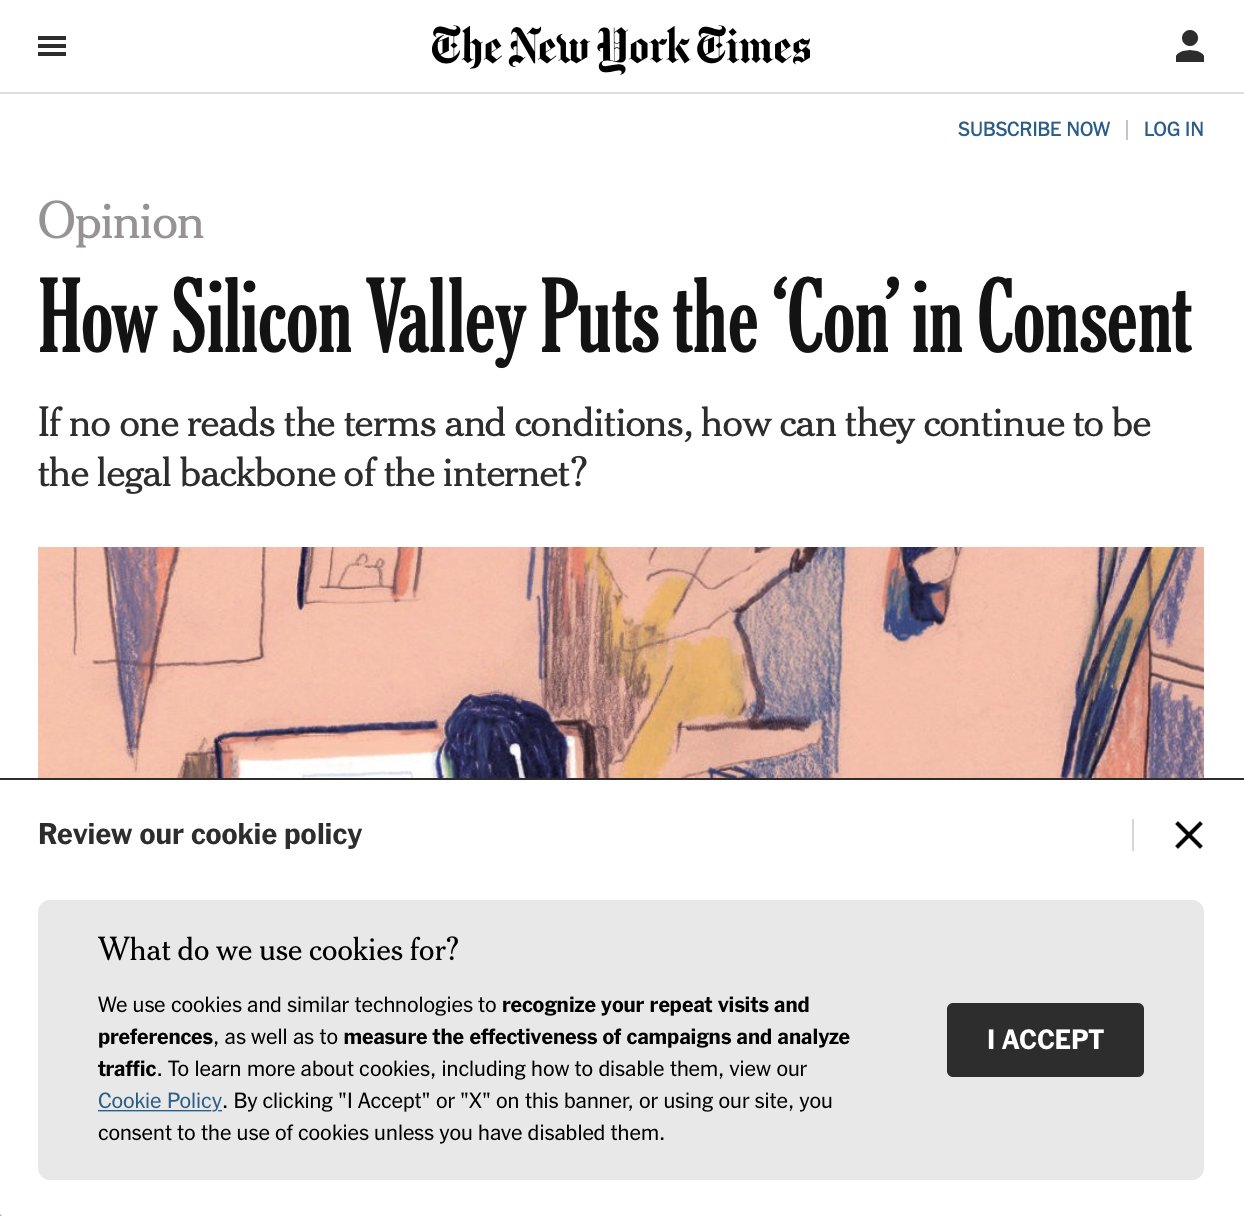 The New York Times
SUBSCRIBE NOW | LOG IN
Opinion
How Silicon Valley Puts the ‘Con’ in Consent
If no one reads the terms and conditions, how can they continue to be
the legal backbone of the internet?
Review our cookie policy
What do we use cookies for?
We use cookies and similar technologies to recognize your repeat visits and
preferences, as well as to measure the effectiveness of campaigns and analyze
traffic. To learn more about cookies, including how to disable them, view our
Cookie Policy. By clicking "I Accept" or "X" on this banner, or using our site, you
consent to the use of cookies unless you have disabled them.
I ACCEPT